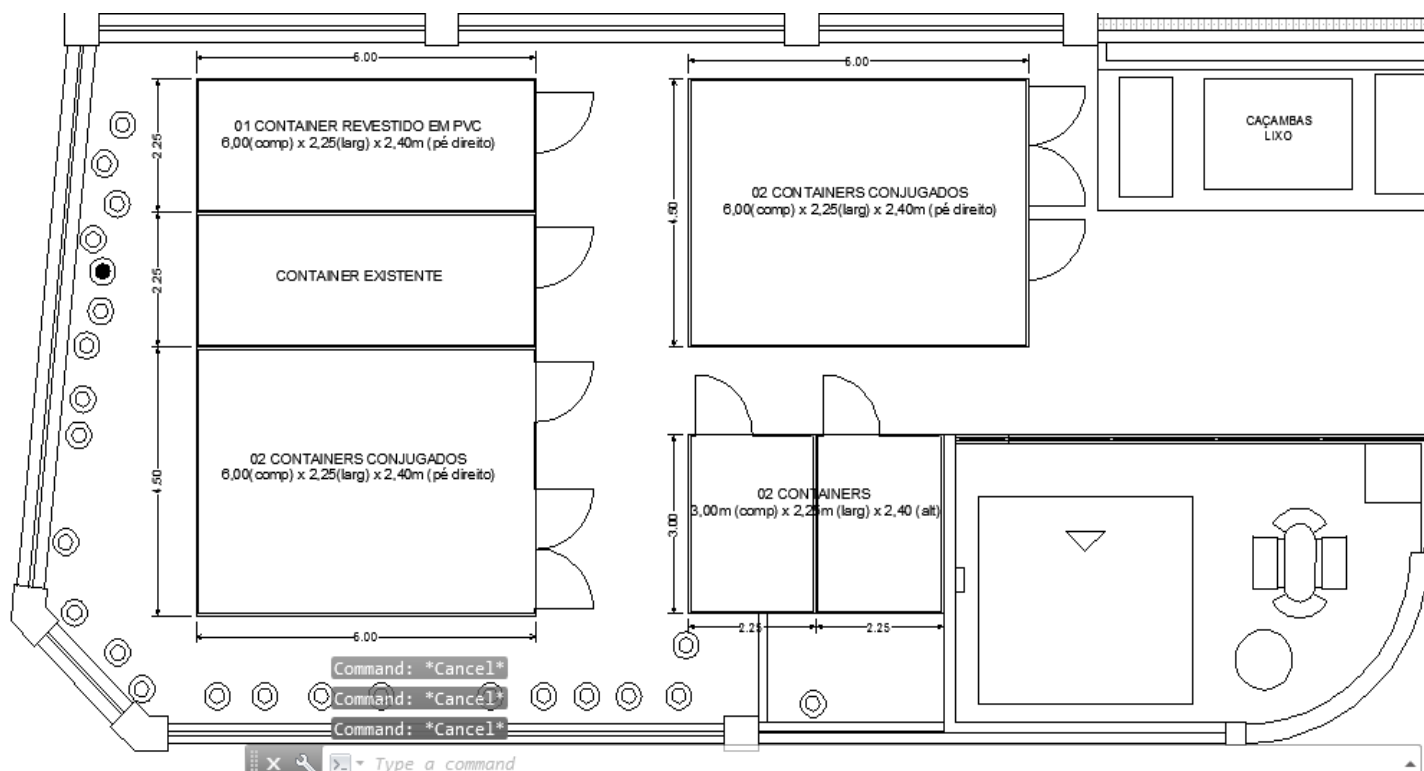 6.00
6.00
2.25
01 CONTAINER REVESTIDO EM PVC
6,00(comp) x 2,25(larg) x 2,40m (pé direito)
CAÇAMBAS
LIXO
4.50
02 CONTAINERS CONJUGADOS
6,00(comp) x 2,25(larg) x 2,40m (pé direito)
2.25
CONTAINER EXISTENTE
4.50
02 CONTAINERS CONJUGADOS
6,00(comp) x 2,25(larg) x 2,40m (pé direito)
3.00
02 CONTAINERS
3,00m (comp) x 2,25m (larg) x 2,40 (alt)
6.00
2.25
2.25
Command: *Cancel*
Command: *Cancel*
Command: *Cancel*
Type a command